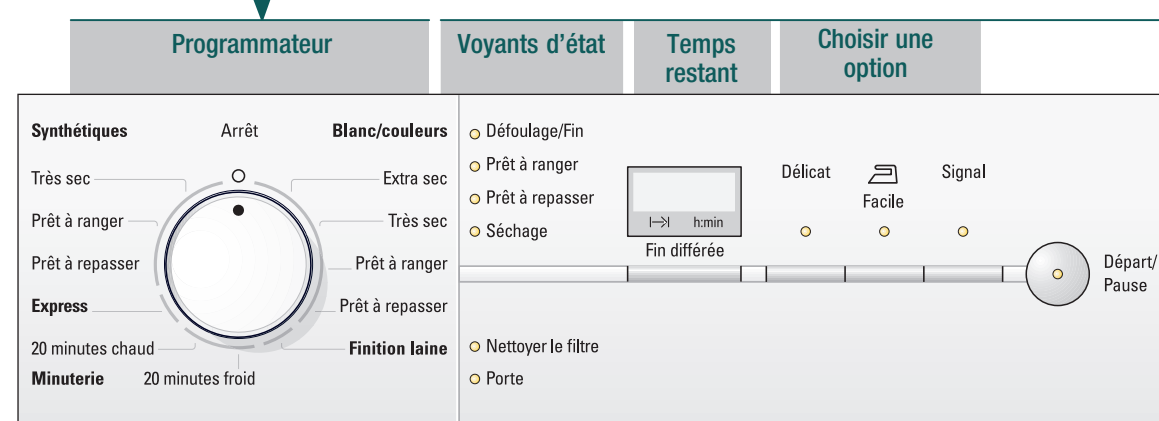 Programmateur
Voyants d'état
Temps
restant
Choisir une
option
Synthétiques
Arrêt
Blanc/couleurs
Très sec
Prêt à ranger
Prêt à repasser
Express
20 minutes chaud
Minuterie
20 minutes froid
Extra sec
Très sec
Prêt à ranger
Prêt à repasser
Finition laine
Défoulage/Fin
Prêt à ranger
Prêt à repasser
Séchage
h:min
Fin différée
Délicat
Facile
Signal
Départ/
Pause
Nettoyer le filtre
Porte